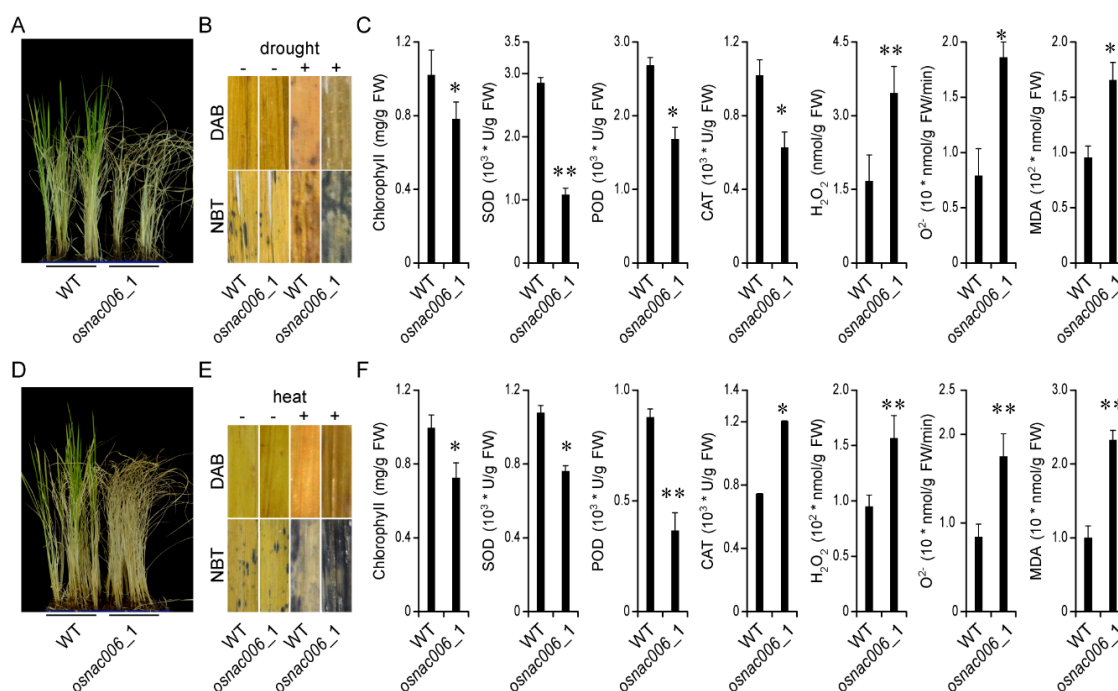 A
B
drought
- - + +
DAB
NBT
WT
osnac006_1
WT
osnac006_1
WT
osnac006_1
C
Chlorophyll (mg/g FW)
1.2
0.8
0.4
0
*
WT
osnac006_1
SOD (10³ * U/g FW)
3.5
3.0
2.0
1.0
0
**
WT
osnac006_1
POD (10³ * U/g FW)
3.0
2.0
1.0
0
*
WT
osnac006_1
CAT (10³ * U/g FW)
1.2
0.8
0.4
0
*
WT
osnac006_1
H₂O₂ (nmol/g FW)
4.5
3.0
1.5
0
**
WT
osnac006_1
O²⁻ (10 * nmol/g FW/min)
2.0
1.5
1.0
0.5
0
*
WT
osnac006_1
MDA (10² * nmol/g FW)
2.0
1.5
1.0
0.5
0
*
WT
osnac006_1
D
WT
osnac006_1
E
heat
- - + +
DAB
NBT
WT
osnac006_1
WT
osnac006_1
F
Chlorophyll (mg/g FW)
1.2
0.8
0.4
0
*
WT
osnac006_1
SOD (10³ * U/g FW)
1.2
0.8
0.4
0
*
WT
osnac006_1
POD (10³ * U/g FW)
1.0
0.5
0
**
WT
osnac006_1
CAT (10³ * U/g FW)
1.4
1.2
0.8
0.4
0
*
WT
osnac006_1
H₂O₂ (10² * nmol/g FW)
2.0
1.5
1.0
0.5
0
**
WT
osnac006_1
O²⁻ (10 * nmol/g FW/min)
2.5
2.0
1.0
0
**
WT
osnac006_1
MDA (10 * nmol/g FW)
3.0
2.0
1.0
0
**
WT
osnac006_1